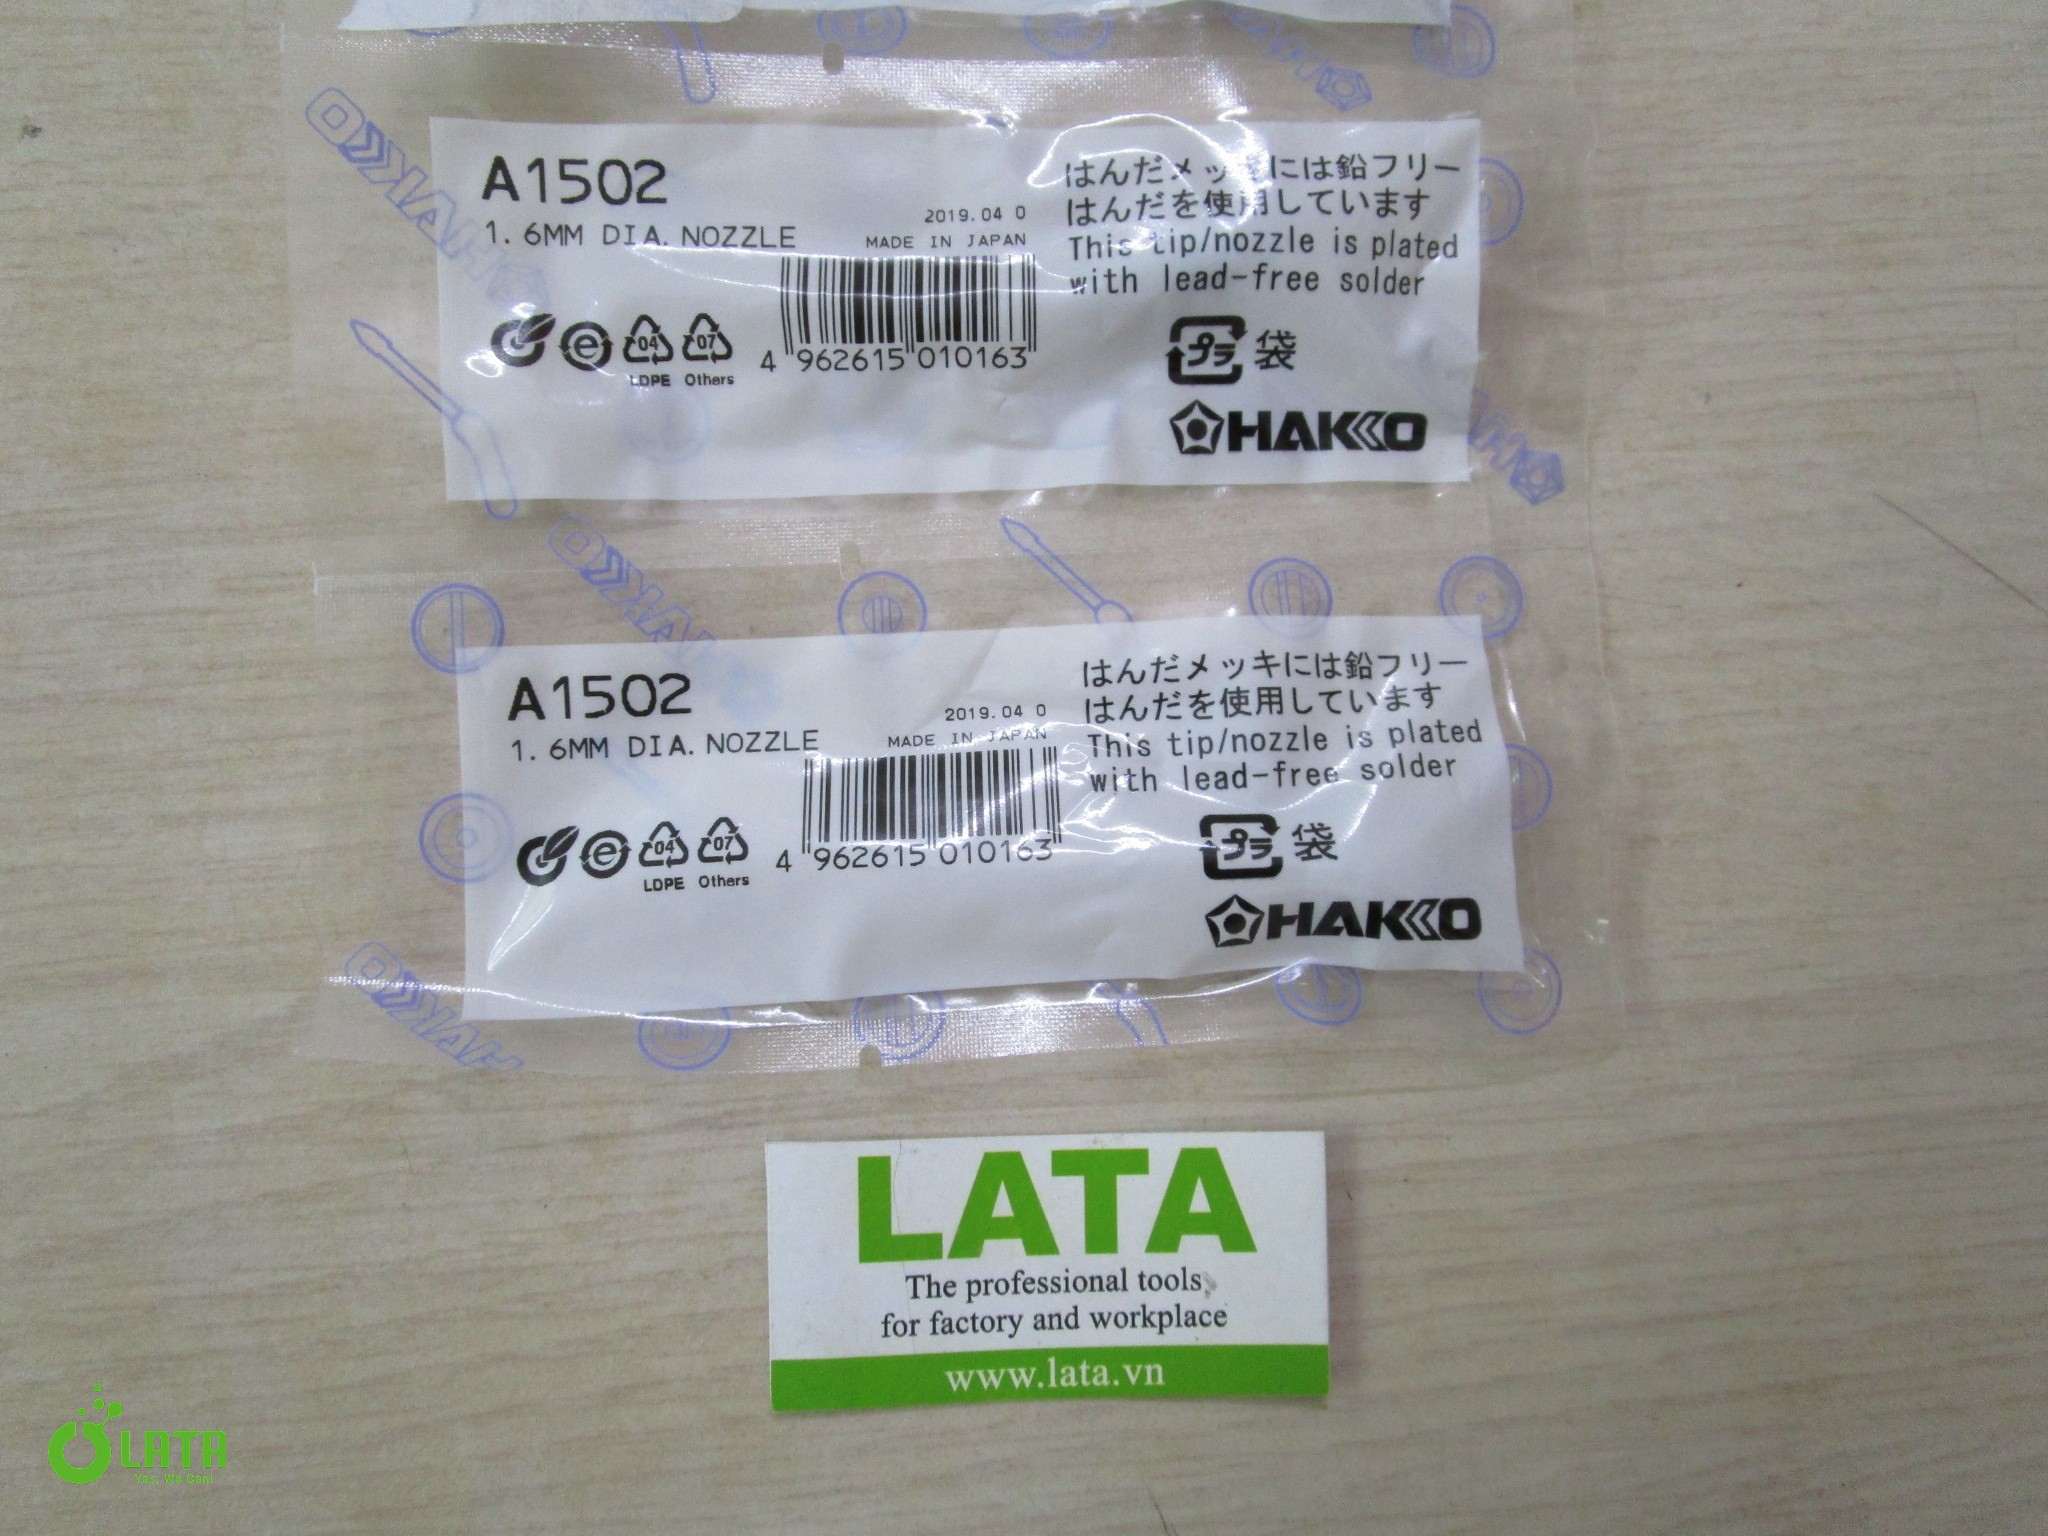 A1502
1.6MM DIA. NOZZLE
2019.04 0
MADE IN JAPAN
04
07
LDPE Others
4 962615 010163
はんだメッキには鉛フリー
はんだを使用しています
This tip/nozzle is plated
with lead-free solder
プラ 袋
HAKKO
A1502
1.6MM DIA. NOZZLE
2019.04 0
MADE IN JAPAN
04
07
LDPE Others
4 962615 010163
はんだメッキには鉛フリー
はんだを使用しています
This tip/nozzle is plated
with lead-free solder
プラ 袋
HAKKO
HAKKO
HAKKO
HAKKO
LATA
The professional tools
for factory and workplace
www.lata.vn
LATA
Yes, We Can!